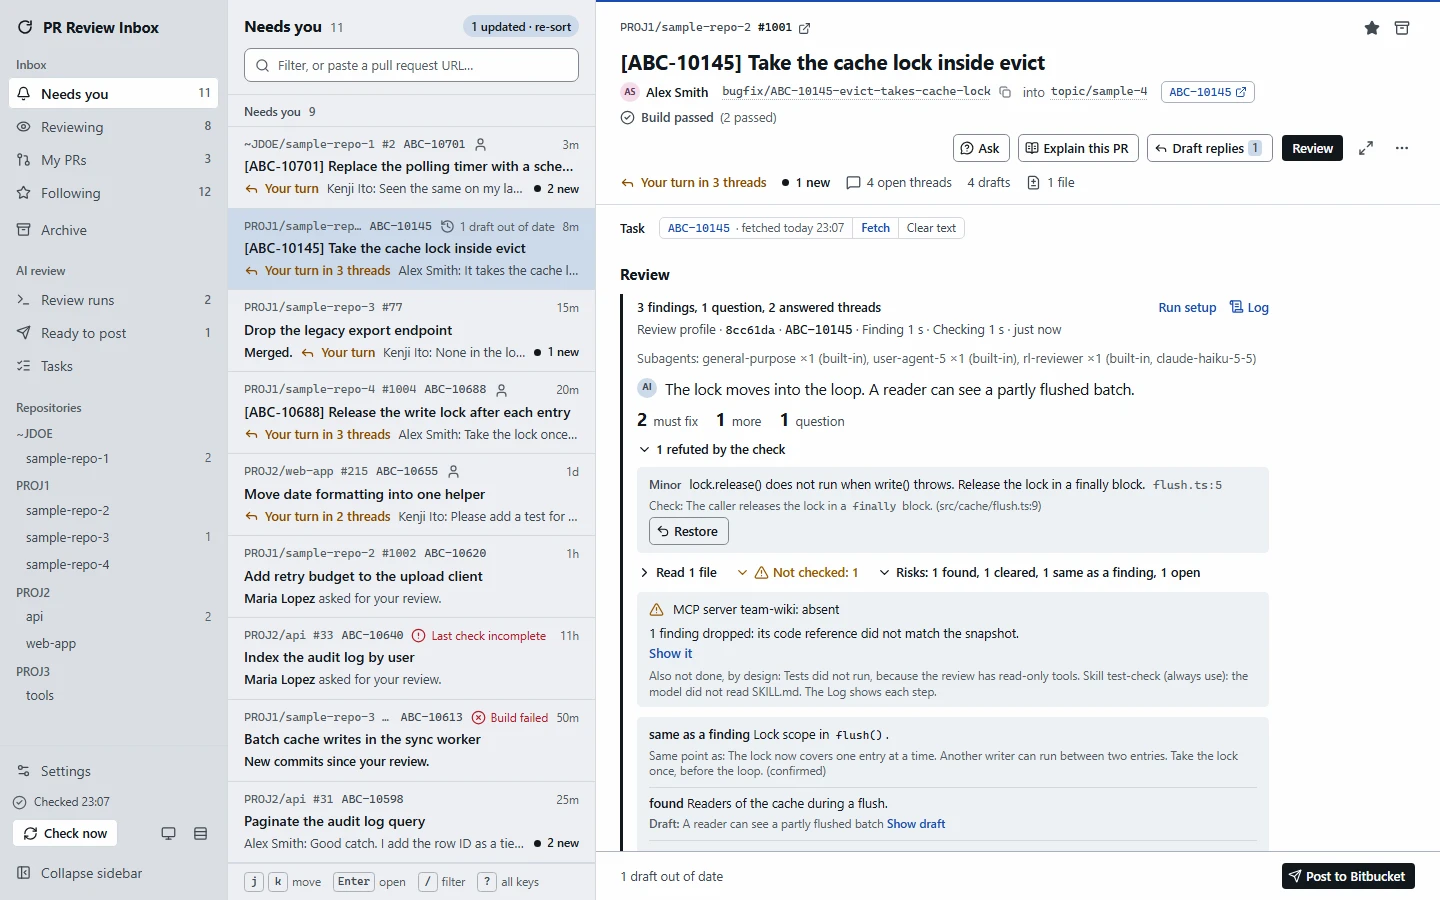 PR Review Inbox
Inbox
Needs you 11
Reviewing 8
My PRs 3
Following 12
Archive
AI review
Review runs 2
Ready to post 1
Tasks
Repositories
~JDOE
sample-repo-1 2
PROJ1
sample-repo-2
sample-repo-3 1
sample-repo-4
PROJ2
api 2
web-app
PROJ3
tools
Settings
Checked 23:07
Check now
Collapse sidebar
Needs you 11
1 updated · re-sort
Filter, or paste a pull request URL...
Needs you 9
~JDOE/sample-repo-1 #2 ABC-10701 3m
[ABC-10701] Replace the polling timer with a sche...
Your turn Kenji Ito: Seen the same on my la... 2 new
PROJ1/sample-rep... ABC-10145 1 draft out of date 8m
[ABC-10145] Take the cache lock inside evict
Your turn in 3 threads Alex Smith: It takes the cache l...
PROJ1/sample-repo-3 #77 15m
Drop the legacy export endpoint
Merged. Your turn Kenji Ito: None in the lo... 1 new
PROJ1/sample-repo-4 #1004 ABC-10688 20m
[ABC-10688] Release the write lock after each entry
Your turn in 3 threads Alex Smith: Take the lock once...
PROJ2/web-app #215 ABC-10655 1d
Move date formatting into one helper
Your turn in 2 threads Kenji Ito: Please add a test for ...
PROJ1/sample-repo-2 #1002 ABC-10620 1h
Add retry budget to the upload client
Maria Lopez asked for your review.
PROJ2/api #33 ABC-10640 Last check incomplete 11h
Index the audit log by user
Maria Lopez asked for your review.
PROJ1/sample-repo-3 ... ABC-10613 Build failed 50m
Batch cache writes in the sync worker
New commits since your review.
PROJ2/api #31 ABC-10598 25m
Paginate the audit log query
Alex Smith: Good catch. I add the row ID as a tie... 2 new
j k move Enter open / filter ? all keys
PROJ1/sample-repo-2 #1001
[ABC-10145] Take the cache lock inside evict
AS Alex Smith bugfix/ABC-10145-evict-takes-cache-lock into topic/sample-4 ABC-10145
Build passed (2 passed)
Ask Explain this PR Draft replies 1 Review
Your turn in 3 threads 1 new 4 open threads 4 drafts 1 file
Task ABC-10145 · fetched today 23:07 Fetch Clear text
Review
3 findings, 1 question, 2 answered threads Run setup Log
Review profile · 8cc61da · ABC-10145 · Finding 1 s · Checking 1 s · just now
Subagents: general-purpose ×1 (built-in), user-agent-5 ×1 (built-in), rl-reviewer ×1 (built-in, claude-haiku-5-5)
AI The lock moves into the loop. A reader can see a partly flushed batch.
2 must fix 1 more 1 question
1 refuted by the check
Minor lock.release() does not run when write() throws. Release the lock in a finally block. flush.ts:5
Check: The caller releases the lock in a finally block. (src/cache/flush.ts:9)
Restore
Read 1 file Not checked: 1 Risks: 1 found, 1 cleared, 1 same as a finding, 1 open
MCP server team-wiki: absent
1 finding dropped: its code reference did not match the snapshot.
Show it
Also not done, by design: Tests did not run, because the review has read-only tools. Skill test-check (always use): the
model did not read SKILL.md. The Log shows each step.
same as a finding Lock scope in flush().
Same point as: The lock now covers one entry at a time. Another writer can run between two entries. Take the lock
once, before the loop. (confirmed)
found Readers of the cache during a flush.
Draft: A reader can see a partly flushed batch Show draft
1 draft out of date
Post to Bitbucket